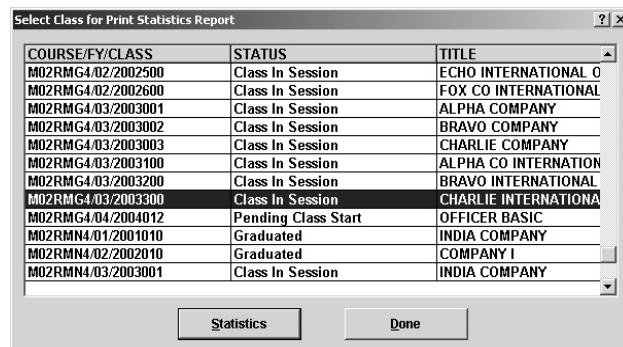 Select Class for Print Statistics Report
COURSE/FY/CLASS STATUS TITLE
M02RMG4/02/2002500 Class In Session ECHO INTERNATIONAL O
M02RMG4/02/2002600 Class In Session FOX CO INTERNATIONAL
M02RMG4/03/2003001 Class In Session ALPHA COMPANY
M02RMG4/03/2003002 Class In Session BRAVO COMPANY
M02RMG4/03/2003003 Class In Session CHARLIE COMPANY
M02RMG4/03/2003100 Class In Session ALPHA CO INTERNATION
M02RMG4/03/2003200 Class In Session BRAVO INTERNATIONAL
M02RMG4/03/2003300 Class In Session CHARLIE INTERNATIONA
M02RMG4/04/2004012 Pending Class Start OFFICER BASIC
M02RMN4/01/2001010 Graduated INDIA COMPANY
M02RMN4/02/2002010 Graduated COMPANY I
M02RMN4/03/2003001 Class In Session INDIA COMPANY
Statistics Done